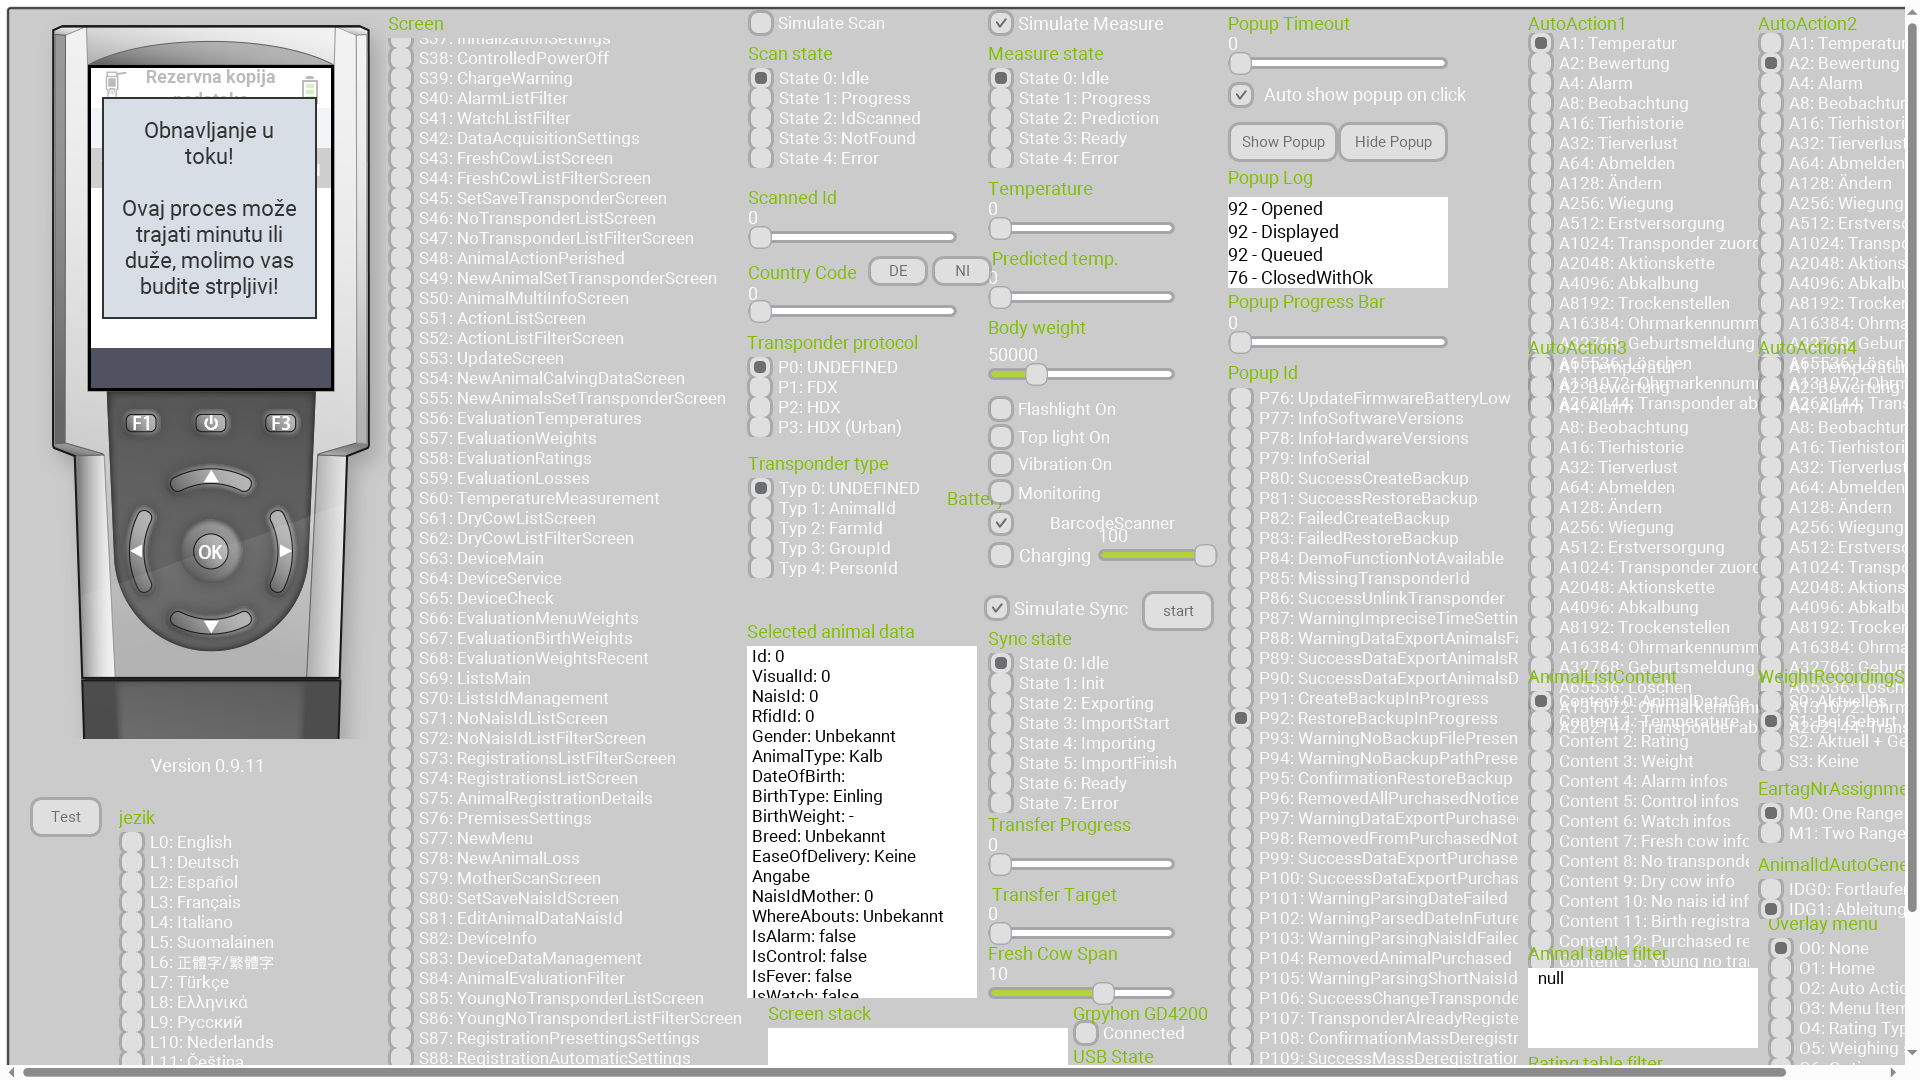 Rezervna kopija
Obnavljanje u
toku!
Ovaj proces može
trajati minutu ili
duže, molimo vas
budite strpljivi!
F1
F3
OK
Version 0.9.11
Test
jezik
L0: English
L1: Deutsch
L2: Español
L3: Français
L4: Italiano
L5: Suomalainen
L6: 正體字/繁體字
L7: Türkçe
L8: Ελληνικά
L9: Русский
L10: Nederlands
L11: Čeština
Screen
S37: InitializationSettings
S38: ControlledPowerOff
S39: ChargeWarning
S40: AlarmListFilter
S41: WatchListFilter
S42: DataAcquisitionSettings
S43: FreshCowListScreen
S44: FreshCowListFilterScreen
S45: SetSaveTransponderScreen
S46: NoTransponderListScreen
S47: NoTransponderListFilterScreen
S48: AnimalActionPerished
S49: NewAnimalSetTransponderScreen
S50: AnimalMultiInfoScreen
S51: ActionListScreen
S52: ActionListFilterScreen
S53: UpdateScreen
S54: NewAnimalCalvingDataScreen
S55: NewAnimalsSetTransponderScreen
S56: EvaluationTemperatures
S57: EvaluationWeights
S58: EvaluationRatings
S59: EvaluationLosses
S60: TemperatureMeasurement
S61: DryCowListScreen
S62: DryCowListFilterScreen
S63: DeviceMain
S64: DeviceService
S65: DeviceCheck
S66: EvaluationMenuWeights
S67: EvaluationBirthWeights
S68: EvaluationWeightsRecent
S69: ListsMain
S70: ListsIdManagement
S71: NoNaisIdListScreen
S72: NoNaisIdListFilterScreen
S73: RegistrationsListFilterScreen
S74: RegistrationsListScreen
S75: AnimalRegistrationDetails
S76: PremisesSettings
S77: NewMenu
S78: NewAnimalLoss
S79: MotherScanScreen
S80: SetSaveNaisIdScreen
S81: EditAnimalDataNaisId
S82: DeviceInfo
S83: DeviceDataManagement
S84: AnimalEvaluationFilter
S85: YoungNoTransponderListScreen
S86: YoungNoTransponderListFilterScreen
S87: RegistrationPresettingsSettings
S88: RegistrationAutomaticSettings
Simulate Scan
Scan state
State 0: Idle
State 1: Progress
State 2: IdScanned
State 3: NotFound
State 4: Error
Scanned Id
0
Country Code
DE
NI
0
Transponder protocol
P0: UNDEFINED
P1: FDX
P2: HDX
P3: HDX (Urban)
Transponder type
Typ 0: UNDEFINED
Typ 1: AnimalId
Typ 2: FarmId
Typ 3: GroupId
Typ 4: PersonId
Selected animal data
Id: 0
VisualId: 0
NaisId: 0
RfidId: 0
Gender: Unbekannt
AnimalType: Kalb
DateOfBirth:
BirthType: Einling
BirthWeight: -
Breed: Unbekannt
EaseOfDelivery: Keine
Angabe
NaisIdMother: 0
WhereAbouts: Unbekannt
IsAlarm: false
IsControl: false
IsFever: false
IsWatch: false
Screen stack
Simulate Measure
Measure state
State 0: Idle
State 1: Progress
State 2: Prediction
State 3: Ready
State 4: Error
Temperature
0
Predicted temp.
0
Body weight
50000
Flashlight On
Top light On
Vibration On
Monitoring
Battery
BarcodeScanner
100
Charging
Simulate Sync
start
Sync state
State 0: Idle
State 1: Init
State 2: Exporting
State 3: ImportStart
State 4: Importing
State 5: ImportFinish
State 6: Ready
State 7: Error
Transfer Progress
0
Transfer Target
0
Fresh Cow Span
10
Grpyhon GD4200
Connected
USB State
Popup Timeout
0
Auto show popup on click
Show Popup
Hide Popup
Popup Log
92 - Opened
92 - Displayed
92 - Queued
76 - ClosedWithOk
Popup Progress Bar
0
Popup Id
P76: UpdateFirmwareBatteryLow
P77: InfoSoftwareVersions
P78: InfoHardwareVersions
P79: InfoSerial
P80: SuccessCreateBackup
P81: SuccessRestoreBackup
P82: FailedCreateBackup
P83: FailedRestoreBackup
P84: DemoFunctionNotAvailable
P85: MissingTransponderId
P86: SuccessUnlinkTransponder
P87: WarningImpreciseTimeSettin
P88: WarningDataExportAnimalsFa
P89: SuccessDataExportAnimalsR
P90: SuccessDataExportAnimalsD
P91: CreateBackupInProgress
P92: RestoreBackupInProgress
P93: WarningNoBackupFilePresen
P94: WarningNoBackupPathPrese
P95: ConfirmationRestoreBackup
P96: RemovedAllPurchasedNotice
P97: WarningDataExportPurchase
P98: RemovedFromPurchasedNot
P99: SuccessDataExportPurchase
P100: SuccessDataExportPurchas
P101: WarningParsingDateFailed
P102: WarningParsedDateInFuture
P103: WarningParsingNaisIdFailed
P104: RemovedAnimalPurchased
P105: WarningParsingShortNaisId
P106: SuccessChangeTransponde
P107: TransponderAlreadyRegiste
P108: ConfirmationMassDeregistr
P109: SuccessMassDeregistration
AutoAction1
A1: Temperatur
A2: Bewertung
A4: Alarm
A8: Beobachtung
A16: Tierhistorie
A32: Tierverlust
A64: Abmelden
A128: Ändern
A256: Wiegung
A512: Erstversorgung
A1024: Transponder zuord
A2048: Aktionskette
A4096: Abkalbung
A8192: Trockenstellen
A16384: Ohrmarkennumm
A32768: Geburtsmeldung
A65536: Löschen
A131072: Ohrmarkennum
A262144: Transponder ab
AutoAction3
A1: Temperatur
A2: Bewertung
A4: Alarm
A8: Beobachtung
A16: Tierhistorie
A32: Tierverlust
A64: Abmelden
A128: Ändern
A256: Wiegung
A512: Erstversorgung
A1024: Transponder zuord
A2048: Aktionskette
A4096: Abkalbung
A8192: Trockenstellen
A16384: Ohrmarkennumm
A32768: Geburtsmeldung
A65536: Löschen
A131072: Ohrmarkennum
A262144: Transponder ab
AnimalListContent
Content 0: AnimalDataGe
Content 1: Temperature
Content 2: Rating
Content 3: Weight
Content 4: Alarm infos
Content 5: Control infos
Content 6: Watch infos
Content 7: Fresh cow info
Content 8: No transponde
Content 9: Dry cow info
Content 10: No nais id inf
Content 11: Birth registra
Content 12: Purchased re
Content 13: Young no tran
Animal table filter
null
Rating table filter
AutoAction2
A1: Temperatur
A2: Bewertung
A4: Alarm
A8: Beobachtun
A16: Tierhistori
A32: Tierverlust
A64: Abmelden
A128: Ändern
A256: Wiegung
A512: Erstverso
A1024: Transpo
A2048: Aktions
A4096: Abkalbu
A8192: Trocken
A16384: Ohrma
A32768: Gebur
A65536: Lösch
A131072: Ohrm
A262144: Trans
AutoAction4
A1: Temperatur
A2: Bewertung
A4: Alarm
A8: Beobachtun
A16: Tierhistori
A32: Tierverlust
A64: Abmelden
A128: Ändern
A256: Wiegung
A512: Erstverso
A1024: Transpo
A2048: Aktions
A4096: Abkalbu
A8192: Trocken
A16384: Ohrma
A32768: Gebur
A65536: Lösch
A131072: Ohrm
A262144: Trans
WeightRecordingS
S0: Aktuelles
S1: Bei Geburt
S2: Aktuell + Ge
S3: Keine
EartagNrAssignme
M0: One Range
M1: Two Range
AnimalIdAutoGene
IDG0: Fortlaufer
IDG1: Ableitung
Overlay menu
O0: None
O1: Home
O2: Auto Actio
O3: Menu Item
O4: Rating Typ
O5: Weighing